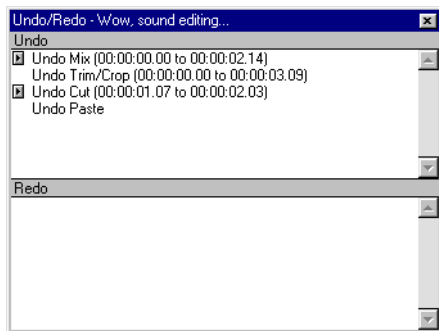 Undo/Redo - Wow, sound editing...
Undo
Undo Mix (00:00:00.00 to 00:00:02.14)
Undo Trim/Crop (00:00:00.00 to 00:00:03.09)
Undo Cut (00:00:01.07 to 00:00:02.03)
Undo Paste
Redo